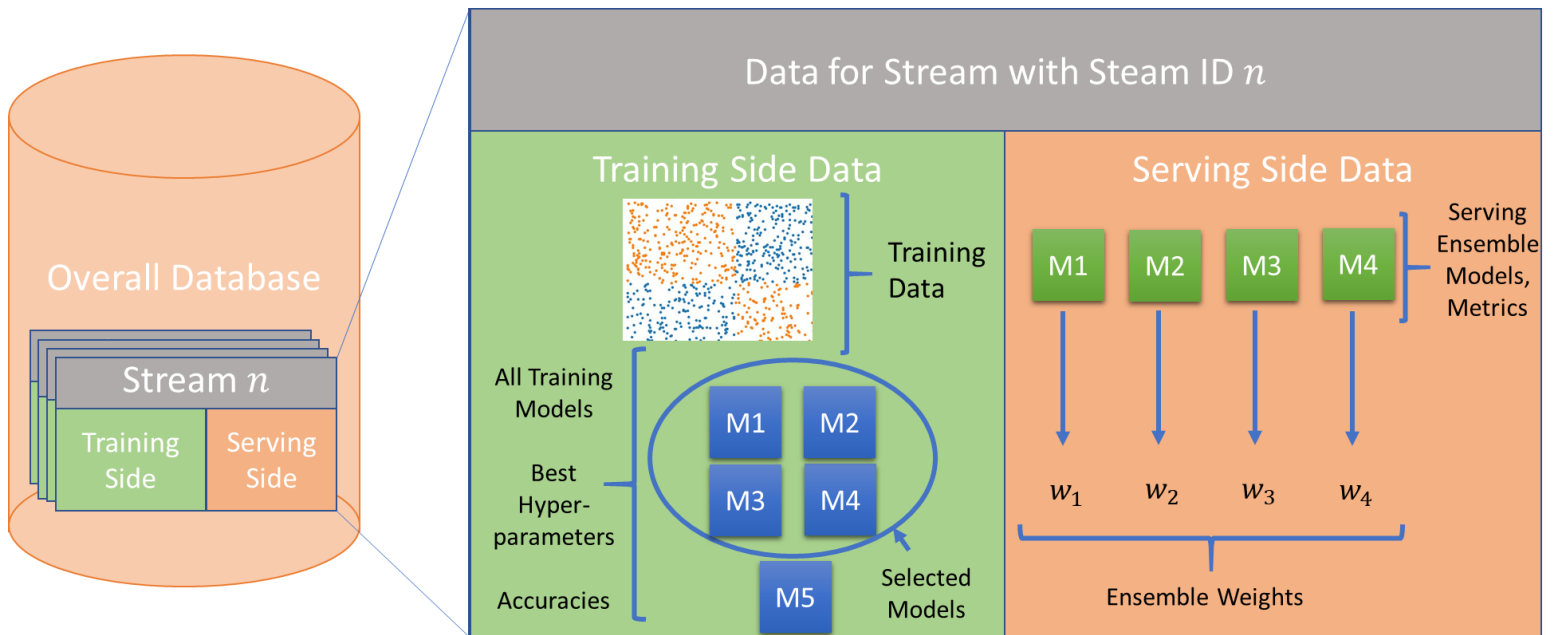 Overall Database
Stream n
Training
Side
Serving
Side
Data for Stream with Steam ID n
Training Side Data
Training
Data
All Training
Models
Best
Hyper-
parameters
Accuracies
M1
M2
M3
M4
M5
Selected
Models
Serving Side Data
M1
M2
M3
M4
Serving
Ensemble
Models,
Metrics
w₁
w₂
w₃
w₄
Ensemble Weights